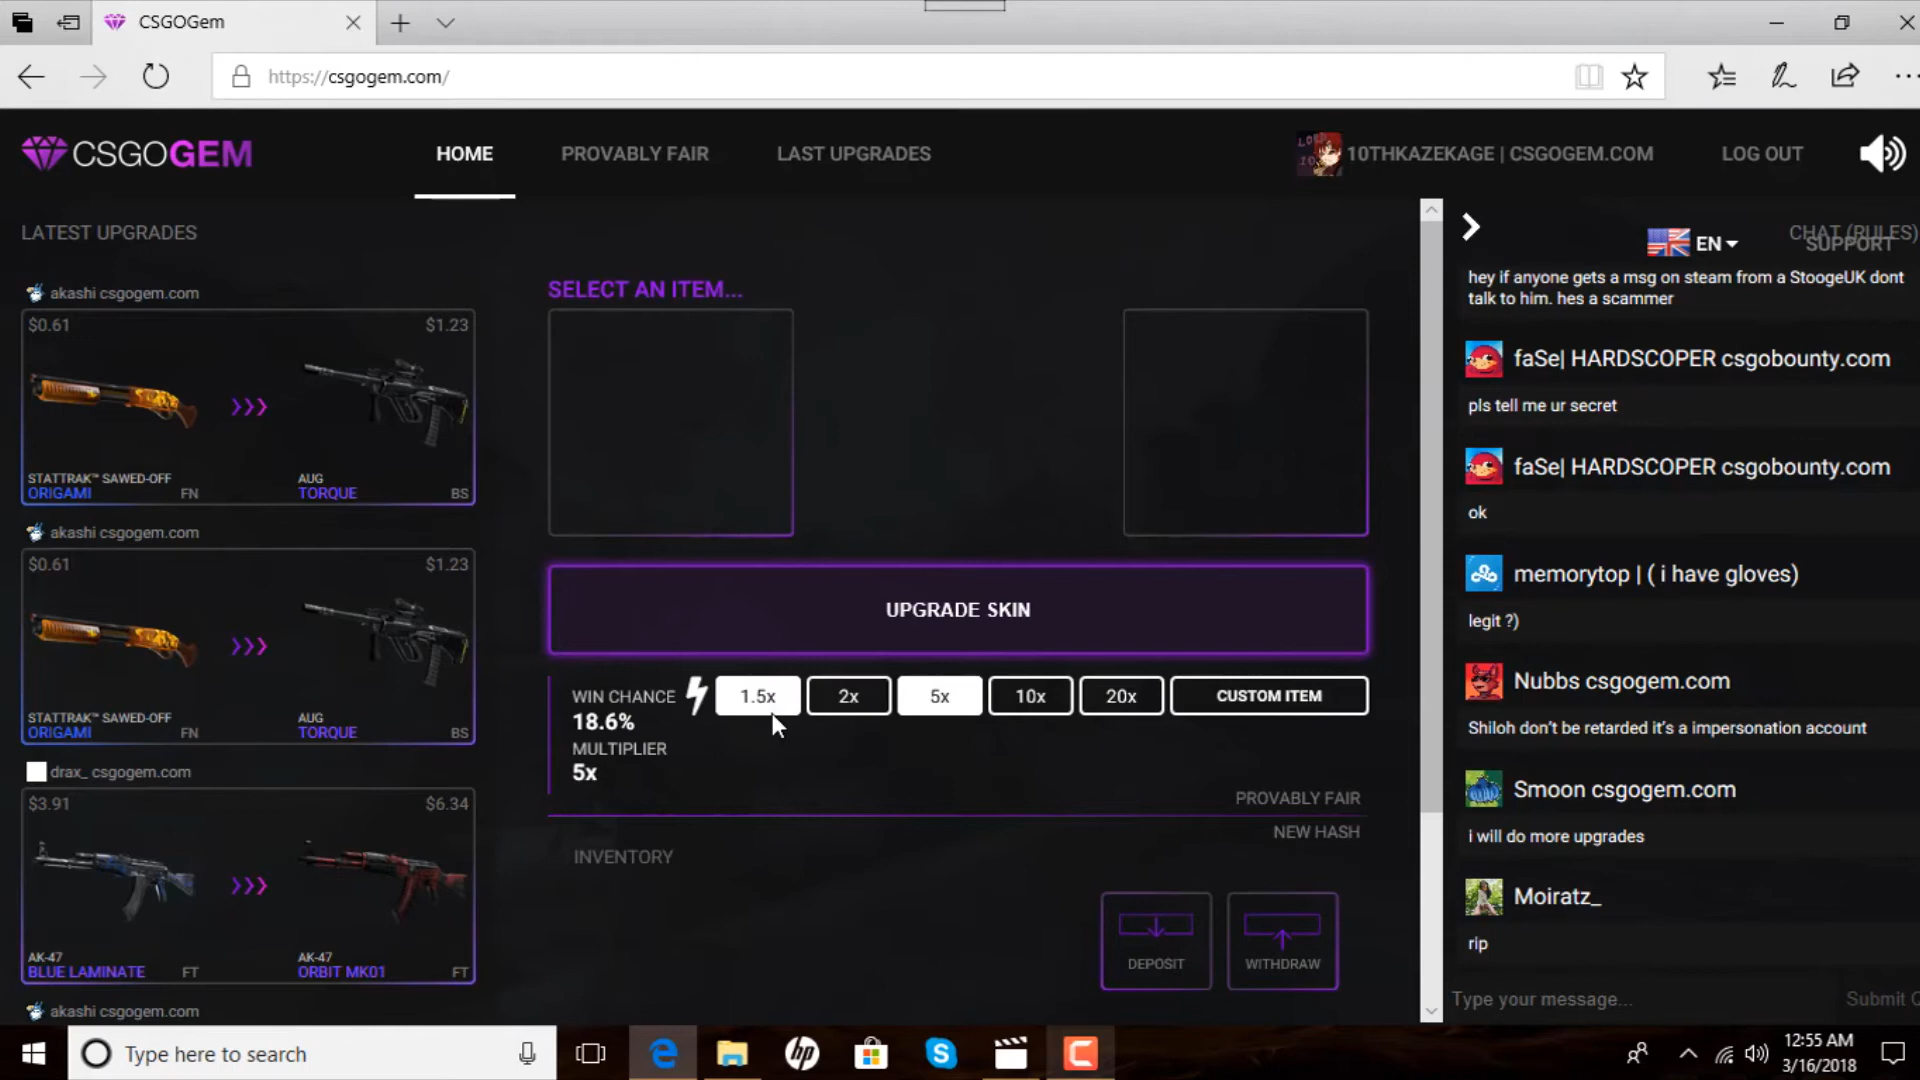 CSGOGem
https://csgogem.com/
CSGOGEM
HOME
PROVABLY FAIR
LAST UPGRADES
LORD
10
10THKAZEKAGE | CSGOGEM.COM
LOG OUT
LATEST UPGRADES
akashi csgogem.com
$0.61
$1.23
STATTRAK™ SAWED-OFF
ORIGAMI
FN
AUG
TORQUE
BS
akashi csgogem.com
$0.61
$1.23
STATTRAK™ SAWED-OFF
ORIGAMI
FN
AUG
TORQUE
BS
drax_ csgogem.com
$3.91
$6.34
AK-47
BLUE LAMINATE
FT
AK-47
ORBIT MK01
FT
akashi csgogem.com
SELECT AN ITEM...
UPGRADE SKIN
WIN CHANCE
18.6%
MULTIPLIER
5x
1.5x
2x
5x
10x
20x
CUSTOM ITEM
PROVABLY FAIR
NEW HASH
INVENTORY
DEPOSIT
WITHDRAW
EN
CHAT (RULES)
SUPPORT
hey if anyone gets a msg on steam from a StoogeUK dont
talk to him. hes a scammer
faSe| HARDSCOPER csgobounty.com
pls tell me ur secret
faSe| HARDSCOPER csgobounty.com
ok
memorytop | ( i have gloves)
legit ?)
Nubbs csgogem.com
Shiloh don't be retarded it's a impersonation account
Smoon csgogem.com
i will do more upgrades
Moiratz_
rip
Type your message...
Submit
Type here to search
hp
12:55 AM
3/16/2018